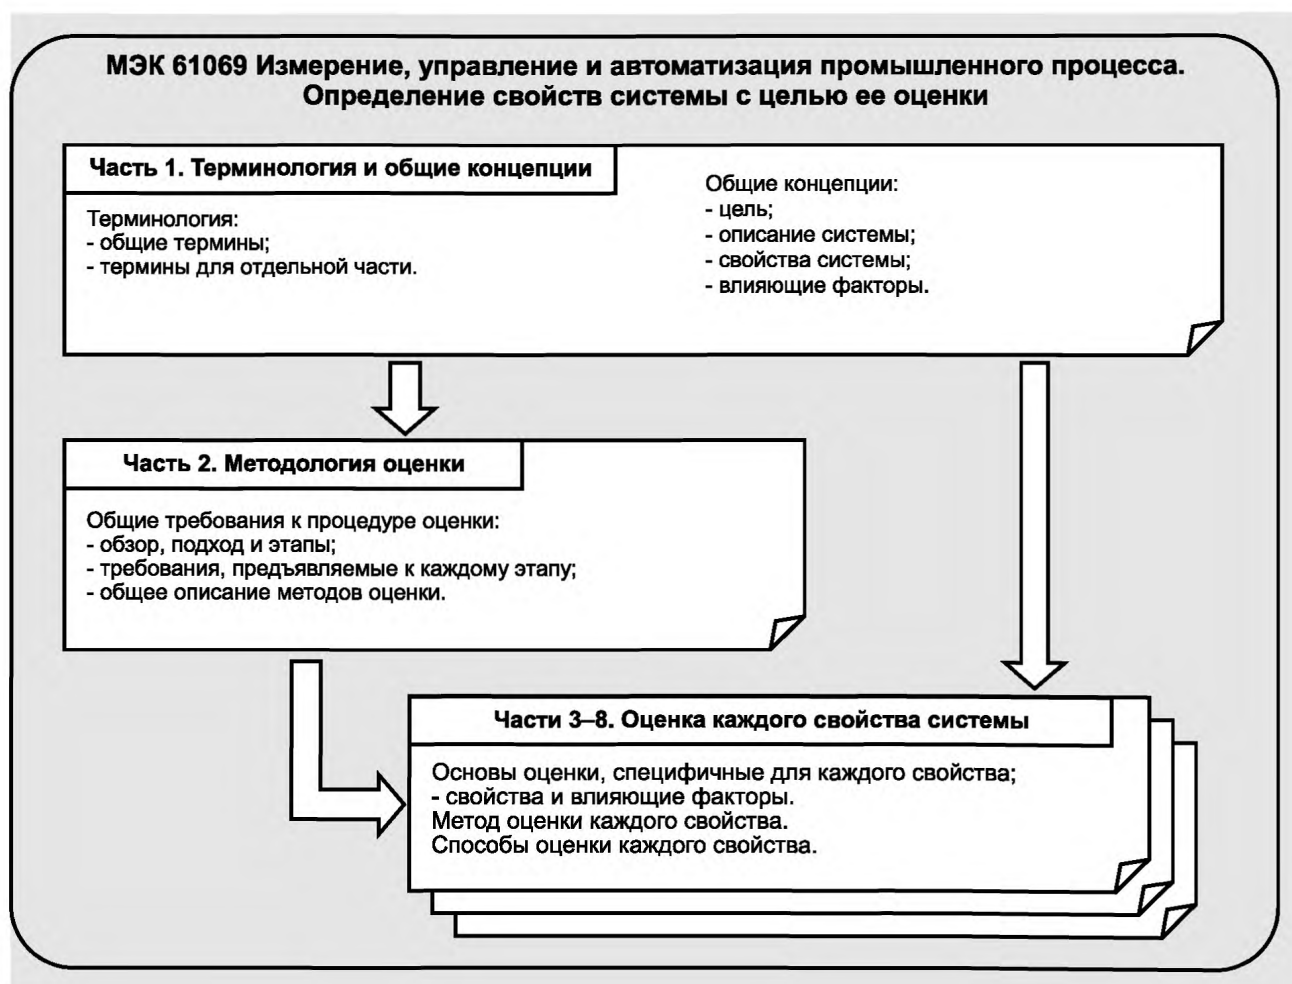 МЭК 61069 Измерение, управление и автоматизация промышленного процесса.
Определение свойств системы с целью ее оценки
Часть 1. Терминология и общие концепции
Терминология:
- общие термины;
- термины для отдельной части.
Общие концепции:
- цель;
- описание системы;
- свойства системы;
- влияющие факторы.
Часть 2. Методология оценки
Общие требования к процедуре оценки:
- обзор, подход и этапы;
- требования, предъявляемые к каждому этапу;
- общее описание методов оценки.
Части 3–8. Оценка каждого свойства системы
Основы оценки, специфичные для каждого свойства;
- свойства и влияющие факторы.
Метод оценки каждого свойства.
Способы оценки каждого свойства.